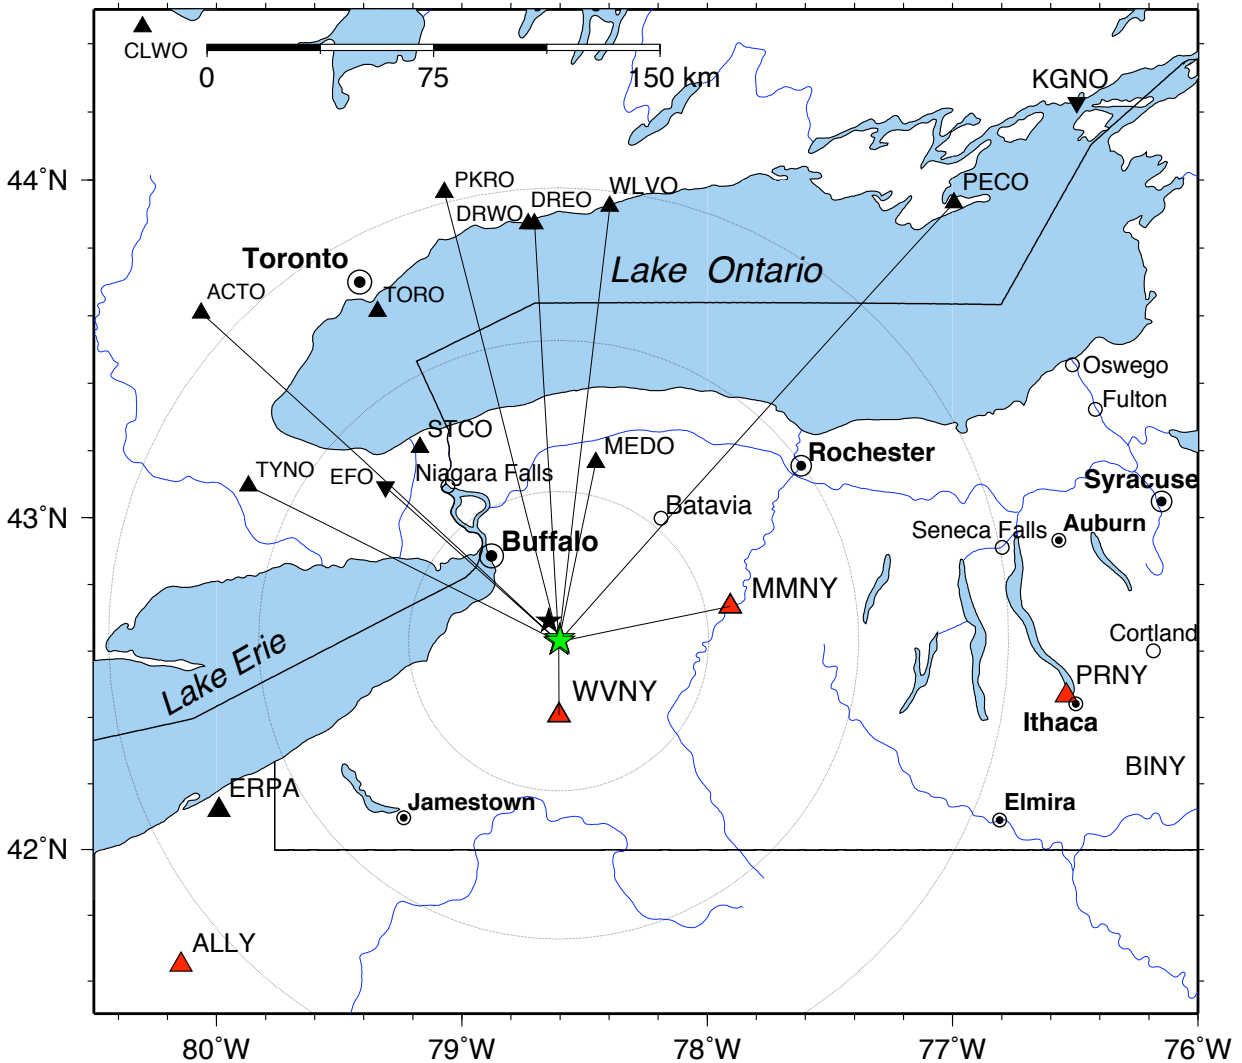 CLWO
0 75 150 km
KGNO
44°N
PKRO
DREO
WLVO
PECO
DRWO
Toronto
Lake Ontario
ACTO
TORO
Oswego
Fulton
STCO
MEDO
Rochester
TYNO
EFO
Niagara Falls
Syracuse
43°N
Batavia
Seneca Falls
Auburn
Buffalo
MMNY
Cortland
Lake Erie
WVNY
PRNY
Ithaca
BINY
ERPA
Jamestown
Elmira
42°N
ALLY
80°W 79°W 78°W 77°W 76°W